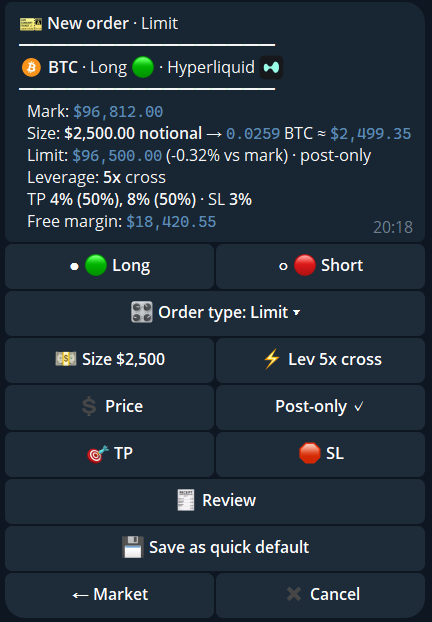 New order · Limit
BTC · Long 🟢 · Hyperliquid
Mark: $96,812.00
Size: $2,500.00 notional → 0.0259 BTC ≈ $2,499.35
Limit: $96,500.00 (-0.32% vs mark) · post-only
Leverage: 5x cross
TP 4% (50%), 8% (50%) · SL 3%
Free margin: $18,420.55
20:18
● 🟢 Long
○ 🔴 Short
🎛 Order type: Limit ▾
💵 Size $2,500
⚡ Lev 5x cross
💲 Price
Post-only ✓
🎯 TP
🛑 SL
🧾 Review
💾 Save as quick default
← Market
✖ Cancel